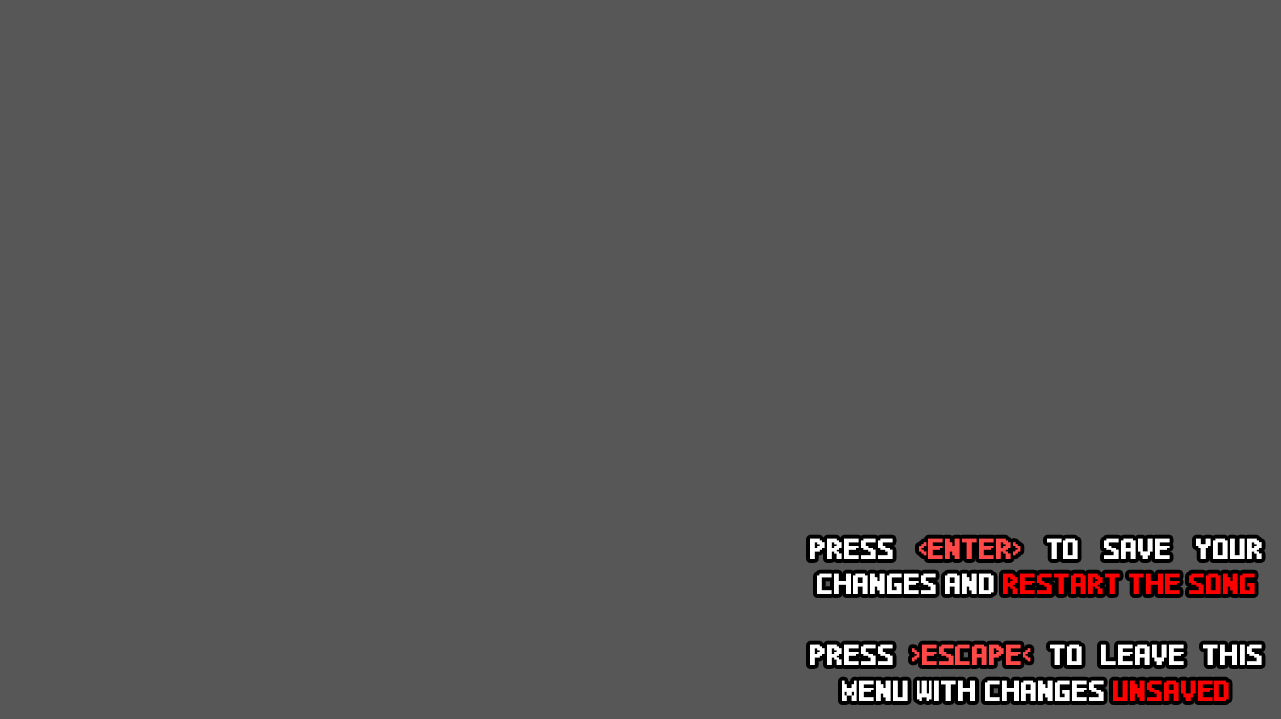 PRESS <ENTER> TO SAVE YOUR
CHANGES AND RESTART THE SONG
PRESS >ESCAPE< TO LEAVE THIS
MENU WITH CHANGES UNSAVED